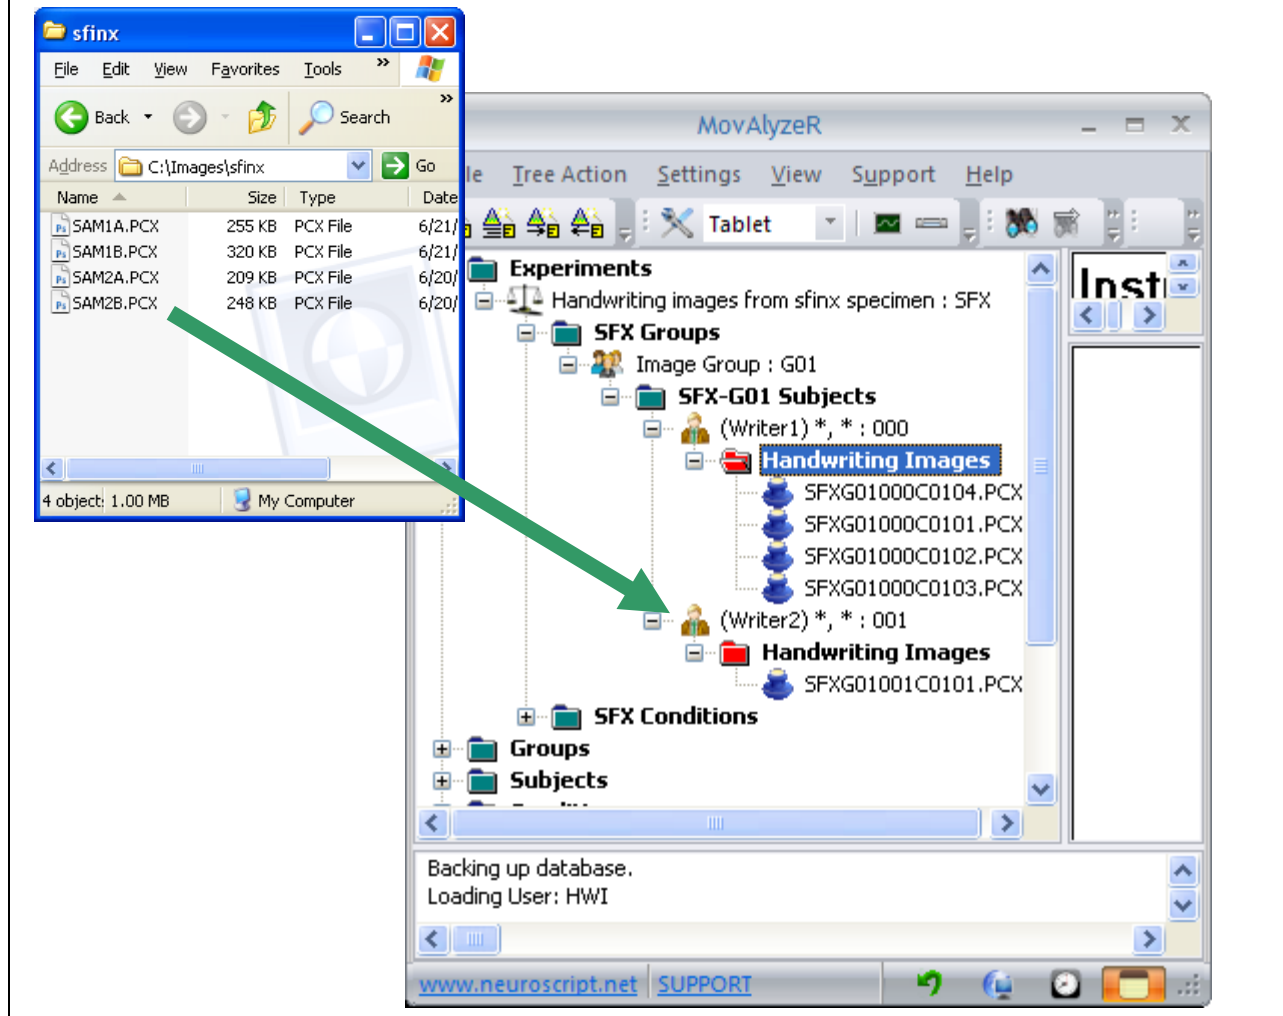 sfinx
File Edit View Favorites Tools »
Back Search »
Address C:\Images\sfinx Go
Name Size Type Date
SAM1A.PCX 255 KB PCX File 6/21/
SAM1B.PCX 320 KB PCX File 6/21/
SAM2A.PCX 209 KB PCX File 6/20/
SAM2B.PCX 248 KB PCX File 6/20/
4 object: 1.00 MB My Computer
MovAlyzeR
le Tree Action Settings View Support Help
Tablet
Experiments
Handwriting images from sfinx specimen : SFX
SFX Groups
Image Group : G01
SFX-G01 Subjects
(Writer1) *, * : 000
Handwriting Images
SFXG01000C0104.PCX
SFXG01000C0101.PCX
SFXG01000C0102.PCX
SFXG01000C0103.PCX
(Writer2) *, * : 001
Handwriting Images
SFXG01001C0101.PCX
SFX Conditions
Groups
Subjects
Inst
Backing up database.
Loading User: HWI
www.neuroscript.net SUPPORT